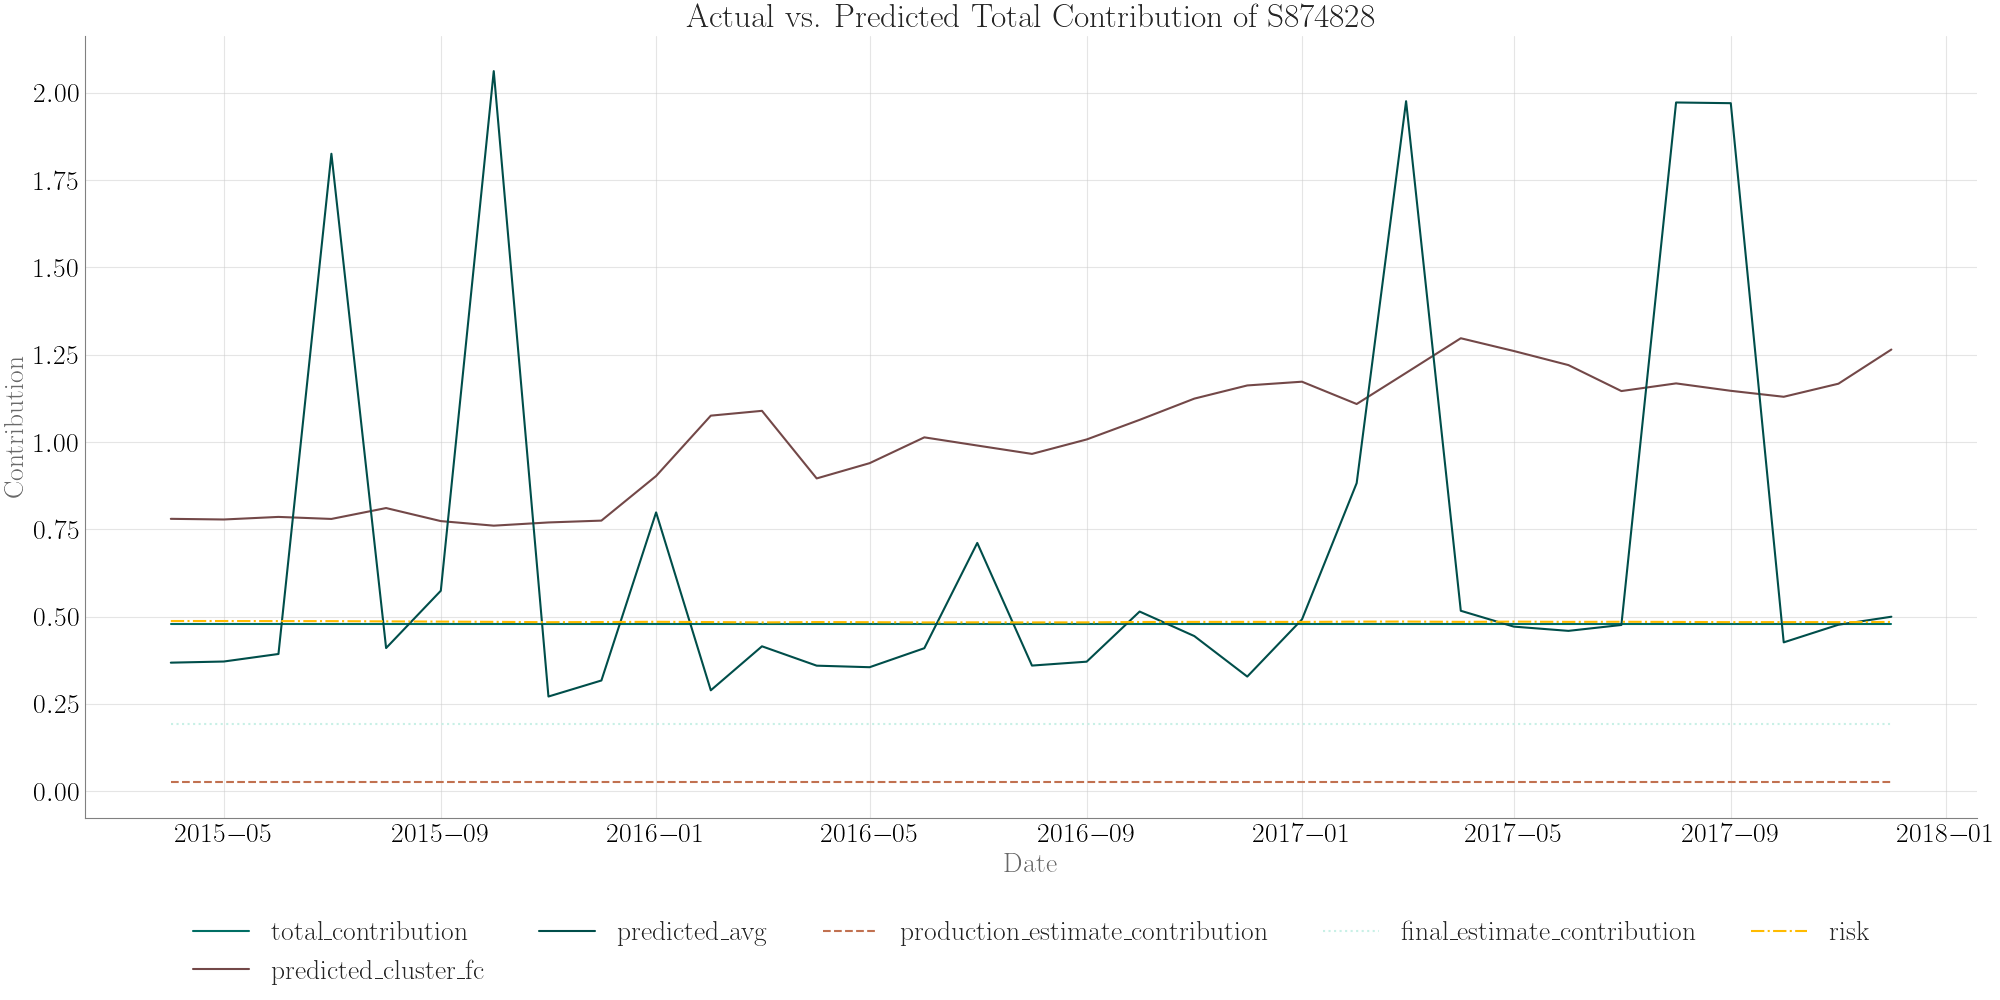 Actual vs. Predicted Total Contribution of S874828
2.00
1.75
1.50
1.25
1.00
0.75
0.50
0.25
0.00
Contribution
2015–05 2015–09 2016–01 2016–05 2016–09 2017–01 2017–05 2017–09 2018–01
Date
total_contribution predicted_avg production_estimate_contribution final_estimate_contribution risk
predicted_cluster_fc